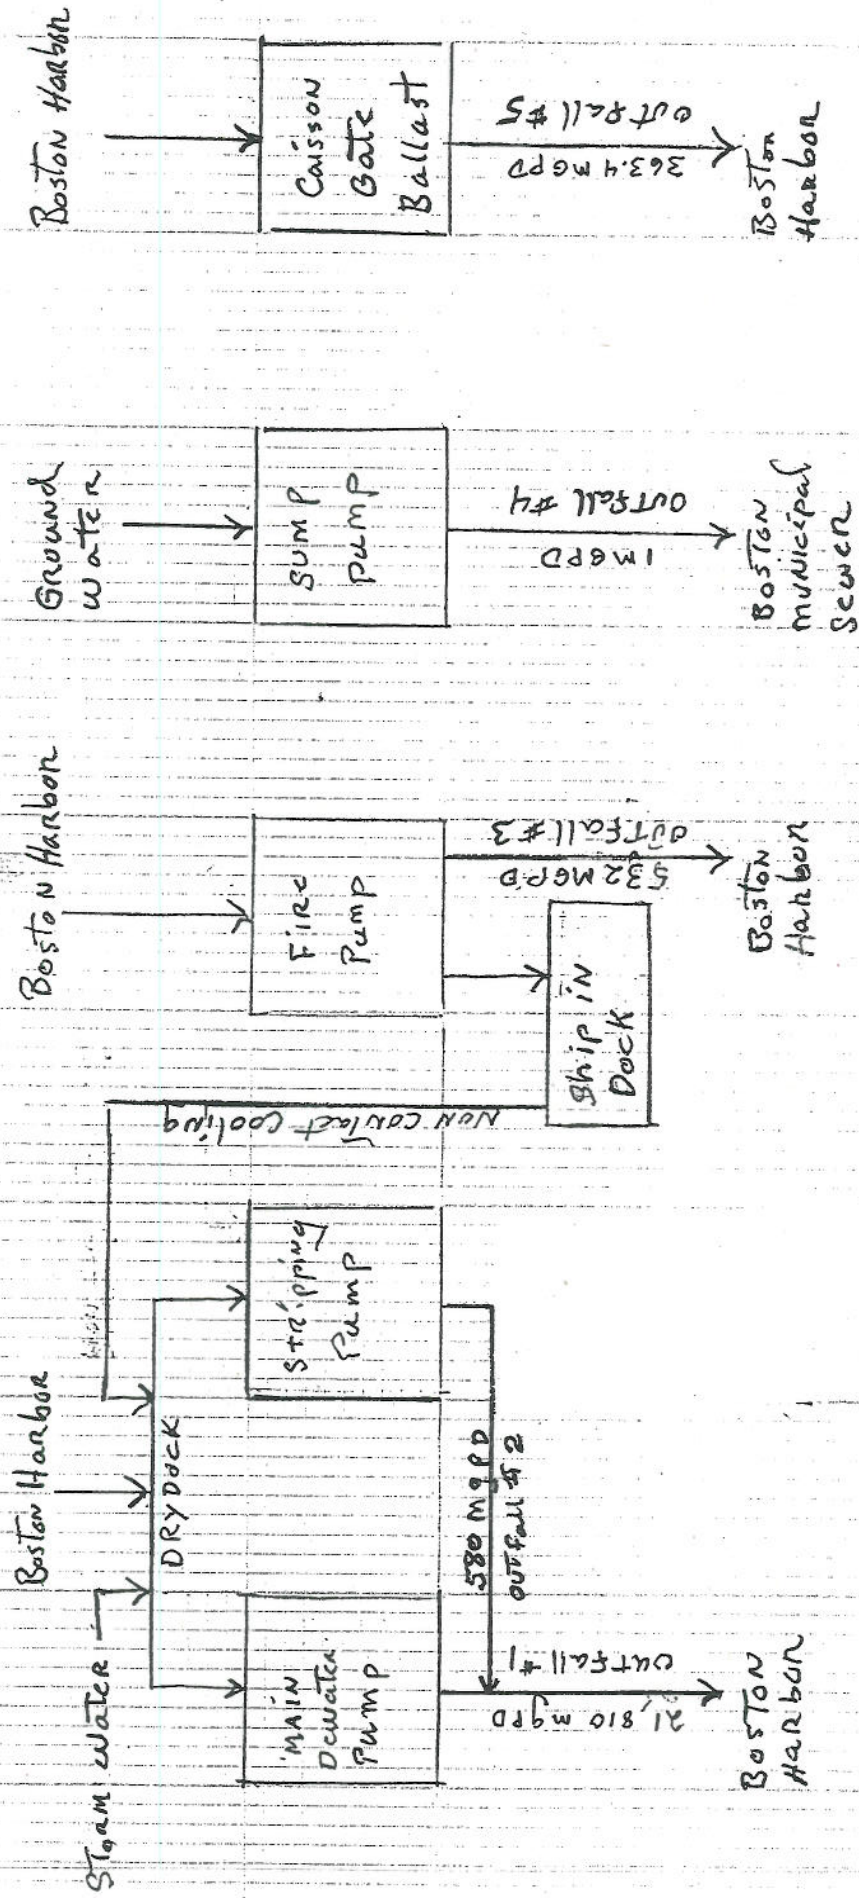 Boston Harbor
Caisson
Gate
Ballast
363.4 MGPD
outfall #5
Boston
Harbor
Ground
Water
Sump
Pump
1 MGPD
outfall #4
Boston
municipal
Sewer
Boston Harbor
Fire
Pump
532 MGPD
outfall #3
Boston
Harbor
Ship in
Dock
Non contact cooling
Boston Harbor
Storm water
DRY DOCK
Stripping
Pump
580 mgPD
outfall # 2
MAIN
Dewater
Pump
21,810 mgPD
outfall #1
Boston
Harbor